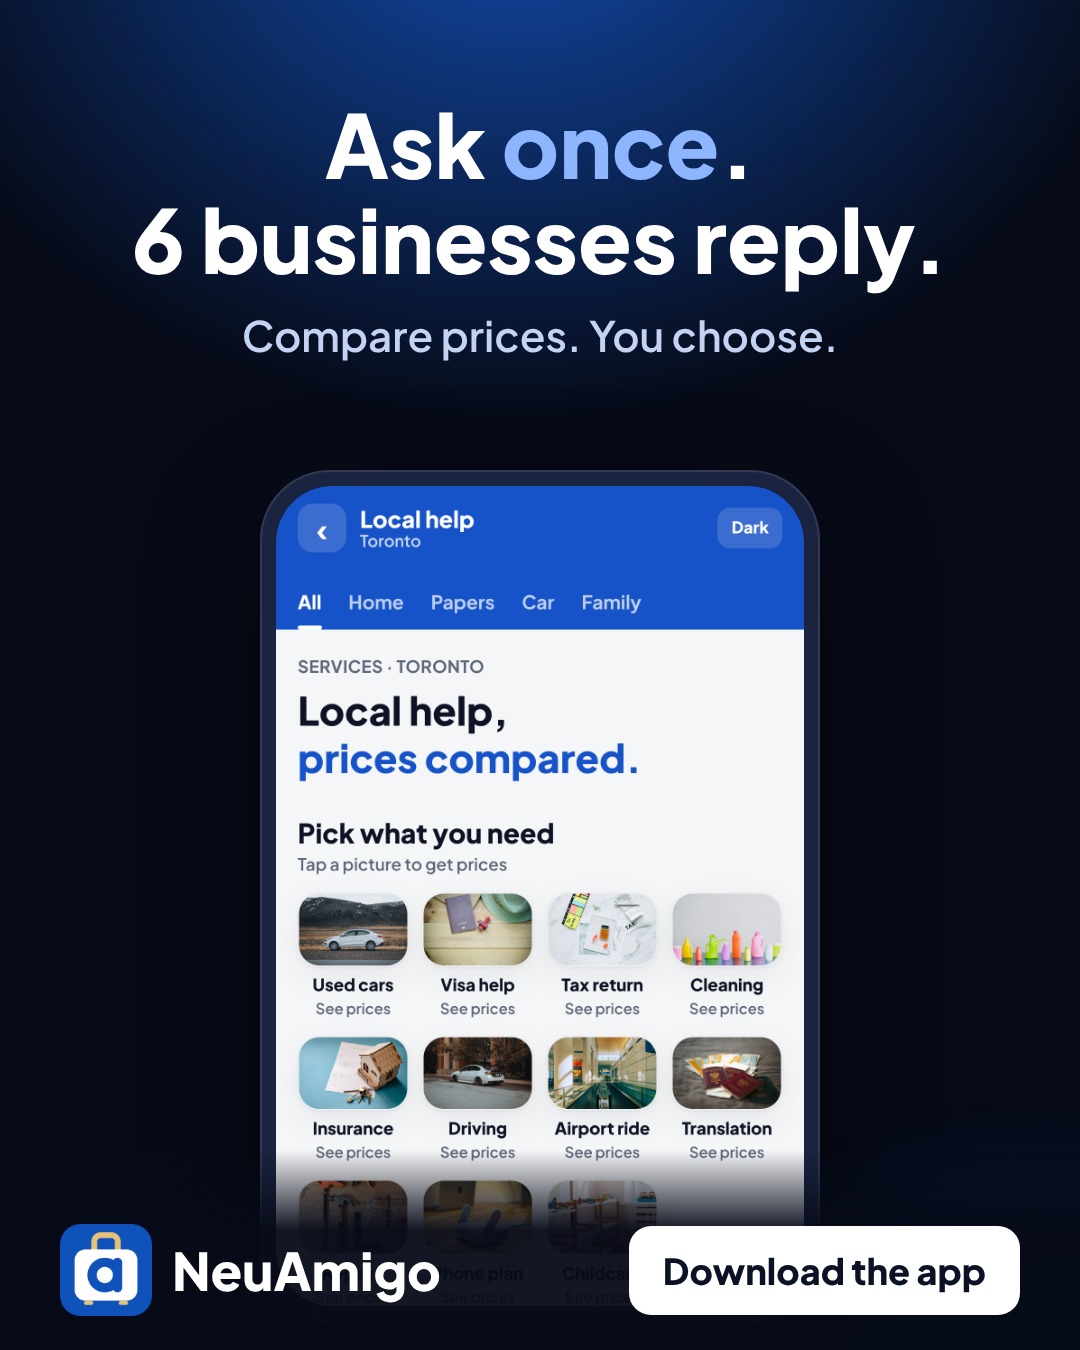 Ask once.
6 businesses reply.
Compare prices. You choose.
Local help
Toronto
Dark
All Home Papers Car Family
SERVICES · TORONTO
Local help,
prices compared.
Pick what you need
Tap a picture to get prices
Used cars Visa help Tax return Cleaning
See prices See prices See prices See prices
Insurance Driving Airport ride Translation
See prices See prices See prices See prices
NeuAmigo
Download the app